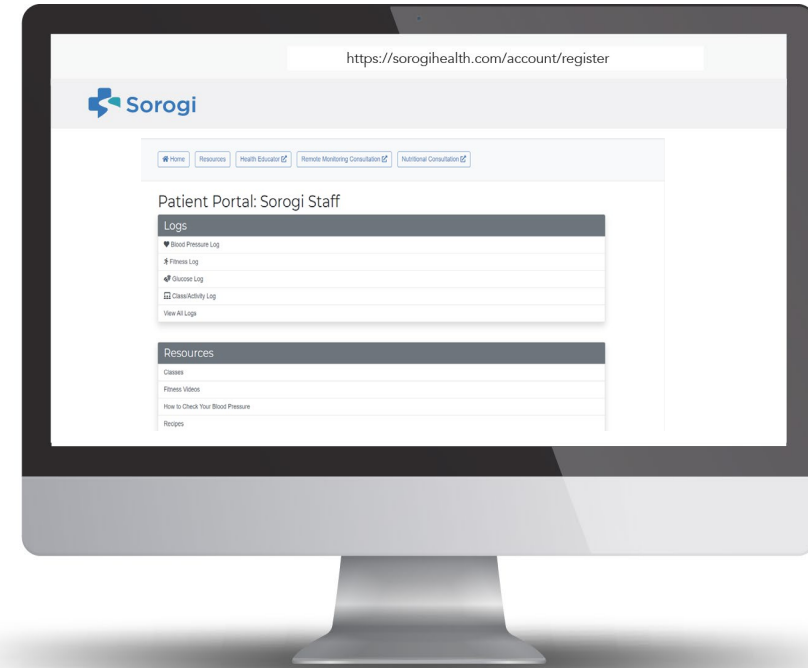 https://sorogihealth.com/account/register
Sorogi
Home Resources Health Educator Remote Monitoring Consultation Nutritional Consultation
Patient Portal: Sorogi Staff
Logs
Blood Pressure Log
Fitness Log
Glucose Log
Class/Activity Log
View All Logs
Resources
Classes
Fitness Videos
How to Check Your Blood Pressure
Recipes